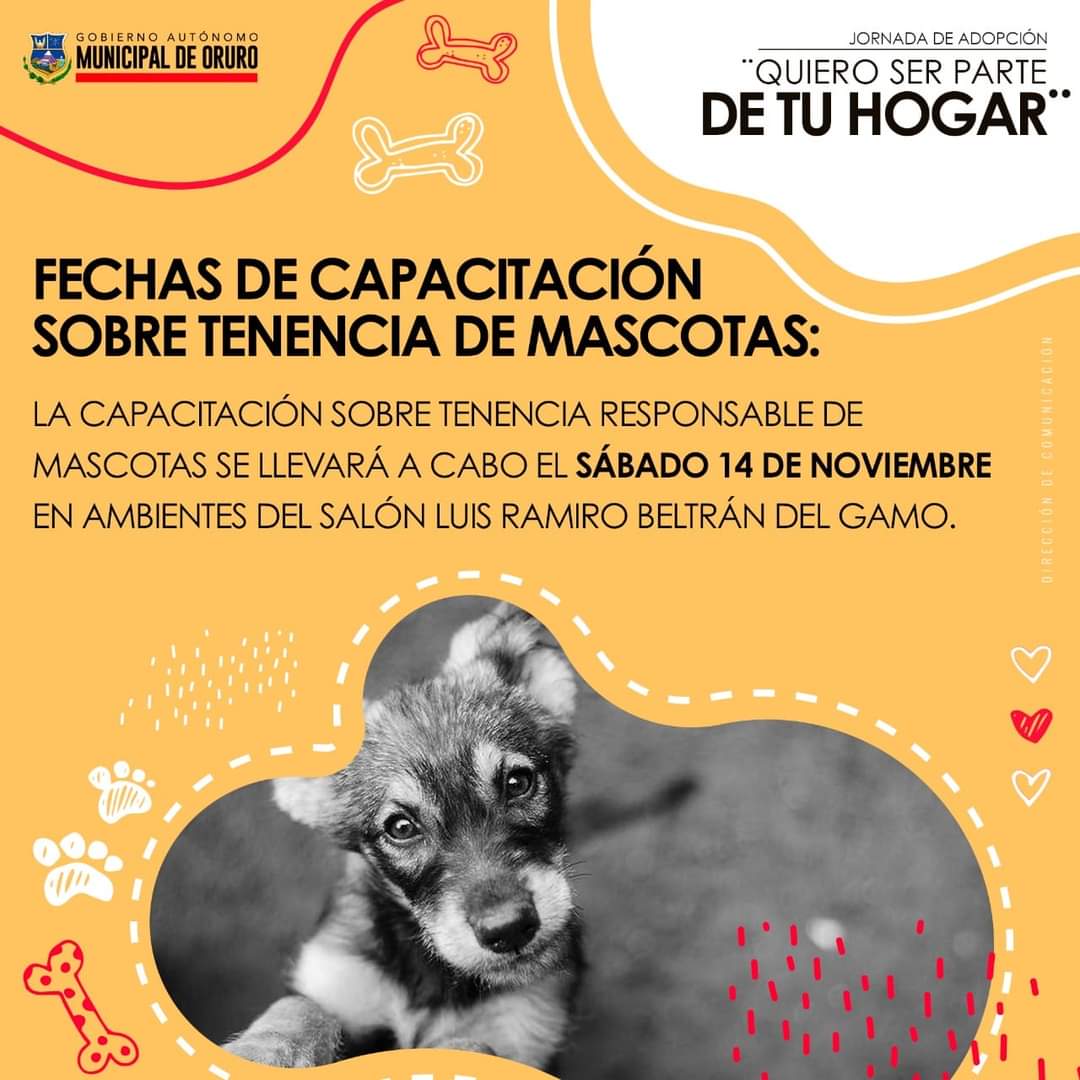 GOBIERNO AUTÓNOMO
MUNICIPAL DE ORURO
JORNADA DE ADOPCIÓN
¨QUIERO SER PARTE
DE TU HOGAR¨
FECHAS DE CAPACITACIÓN
SOBRE TENENCIA DE MASCOTAS:
LA CAPACITACIÓN SOBRE TENENCIA RESPONSABLE DE
MASCOTAS SE LLEVARÁ A CABO EL SÁBADO 14 DE NOVIEMBRE
EN AMBIENTES DEL SALÓN LUIS RAMIRO BELTRÁN DEL GAMO.
DIRECCIÓN DE COMUNICACIÓN